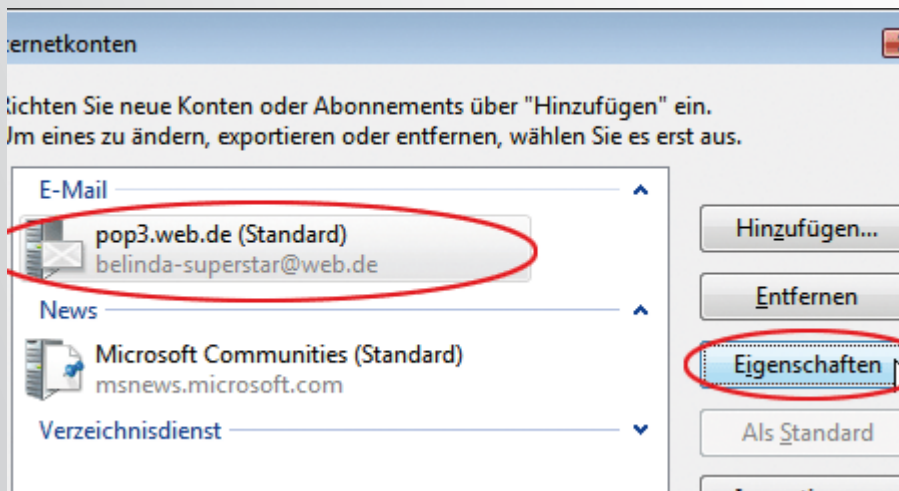 ernetkonten
Richten Sie neue Konten oder Abonnements über "Hinzufügen" ein.
Um eines zu ändern, exportieren oder entfernen, wählen Sie es erst aus.
E-Mail
pop3.web.de (Standard)
belinda-superstar@web.de
News
Microsoft Communities (Standard)
msnews.microsoft.com
Verzeichnisdienst
Hinzufügen...
Entfernen
Eigenschaften
Als Standard